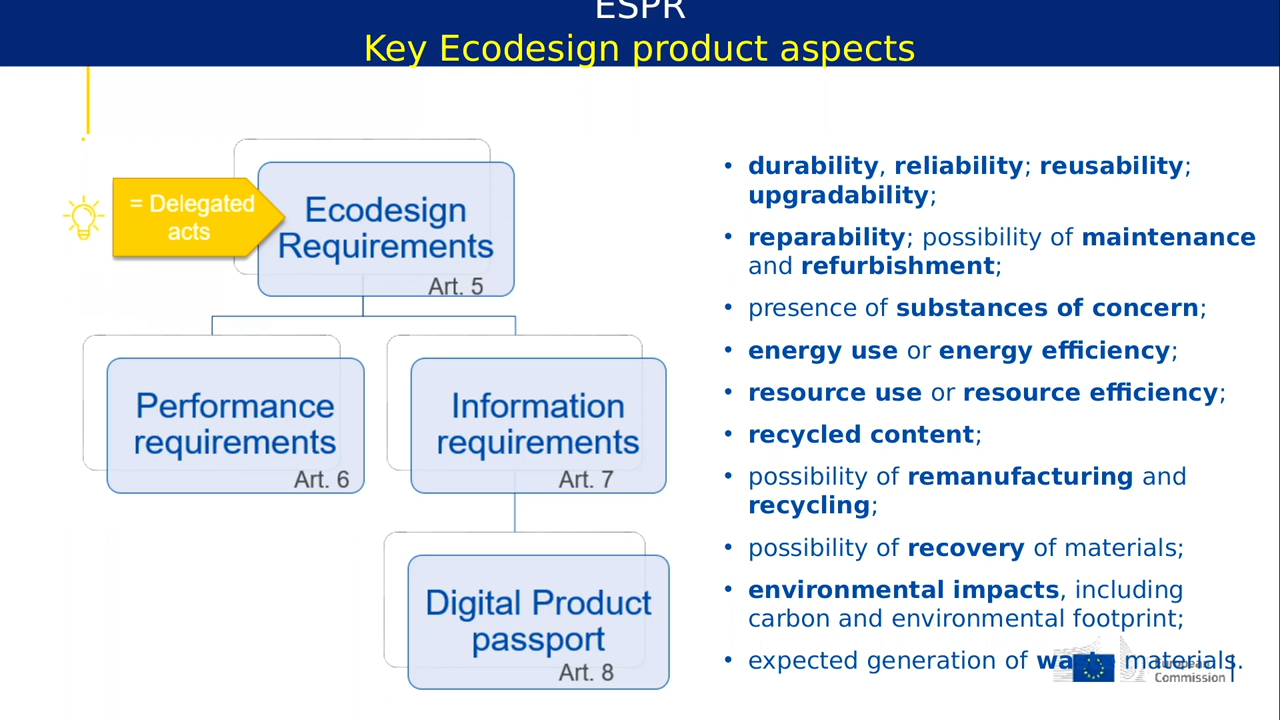 ESPR
Key Ecodesign product aspects
= Delegated
acts
Ecodesign
Requirements
Art. 5
Performance
requirements
Art. 6
Information
requirements
Art. 7
Digital Product
passport
Art. 8
• durability, reliability; reusability;
upgradability;
• reparability; possibility of maintenance
and refurbishment;
• presence of substances of concern;
• energy use or energy efficiency;
• resource use or resource efficiency;
• recycled content;
• possibility of remanufacturing and
recycling;
• possibility of recovery of materials;
• environmental impacts, including
carbon and environmental footprint;
• expected generation of waste materials.
European
Commission